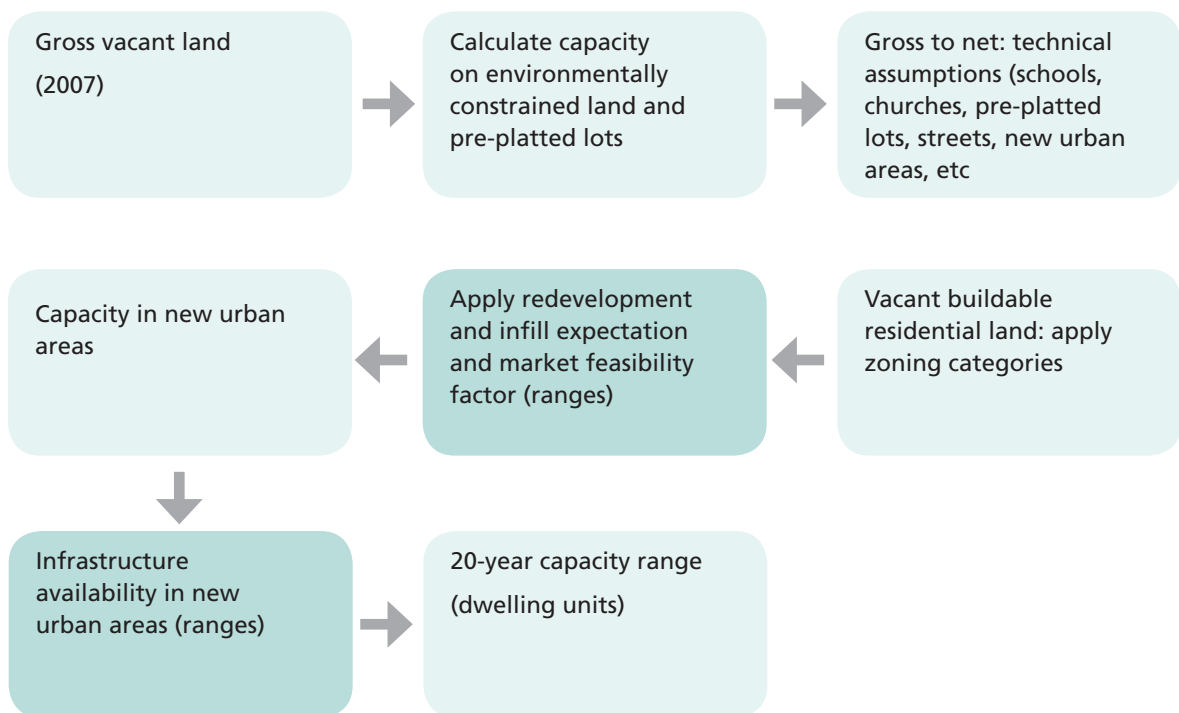 Gross vacant land
(2007)
Calculate capacity
on environmentally
constrained land and
pre-platted lots
Gross to net: technical
assumptions (schools,
churches, pre-platted
lots, streets, new urban
areas, etc
Capacity in new urban
areas
Apply redevelopment
and infill expectation
and market feasibility
factor (ranges)
Vacant buildable
residential land: apply
zoning categories
Infrastructure
availability in new
urban areas (ranges)
20-year capacity range
(dwelling units)